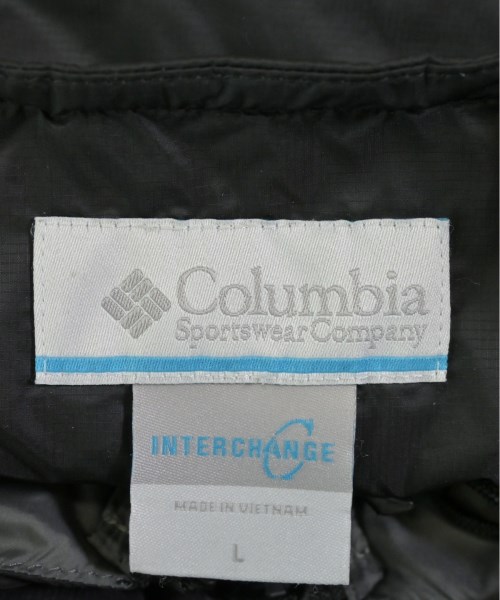 Columbia
Sportswear Company
INTERCHANGE
MADE IN VIETNAM
L